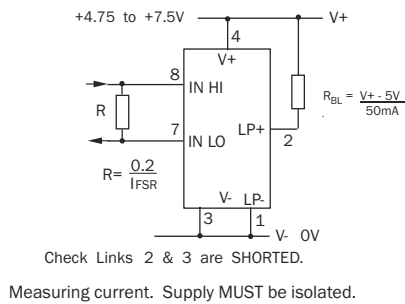 +4.75 to +7.5V
V+
4
V+
8
IN HI
R
7
IN LO
LP+
2
RBL = V+ - 5V
50mA
R= 0.2
IFSR
V- LP-
3
1
V- 0V
Check Links 2 & 3 are SHORTED.
Measuring current. Supply MUST be isolated.